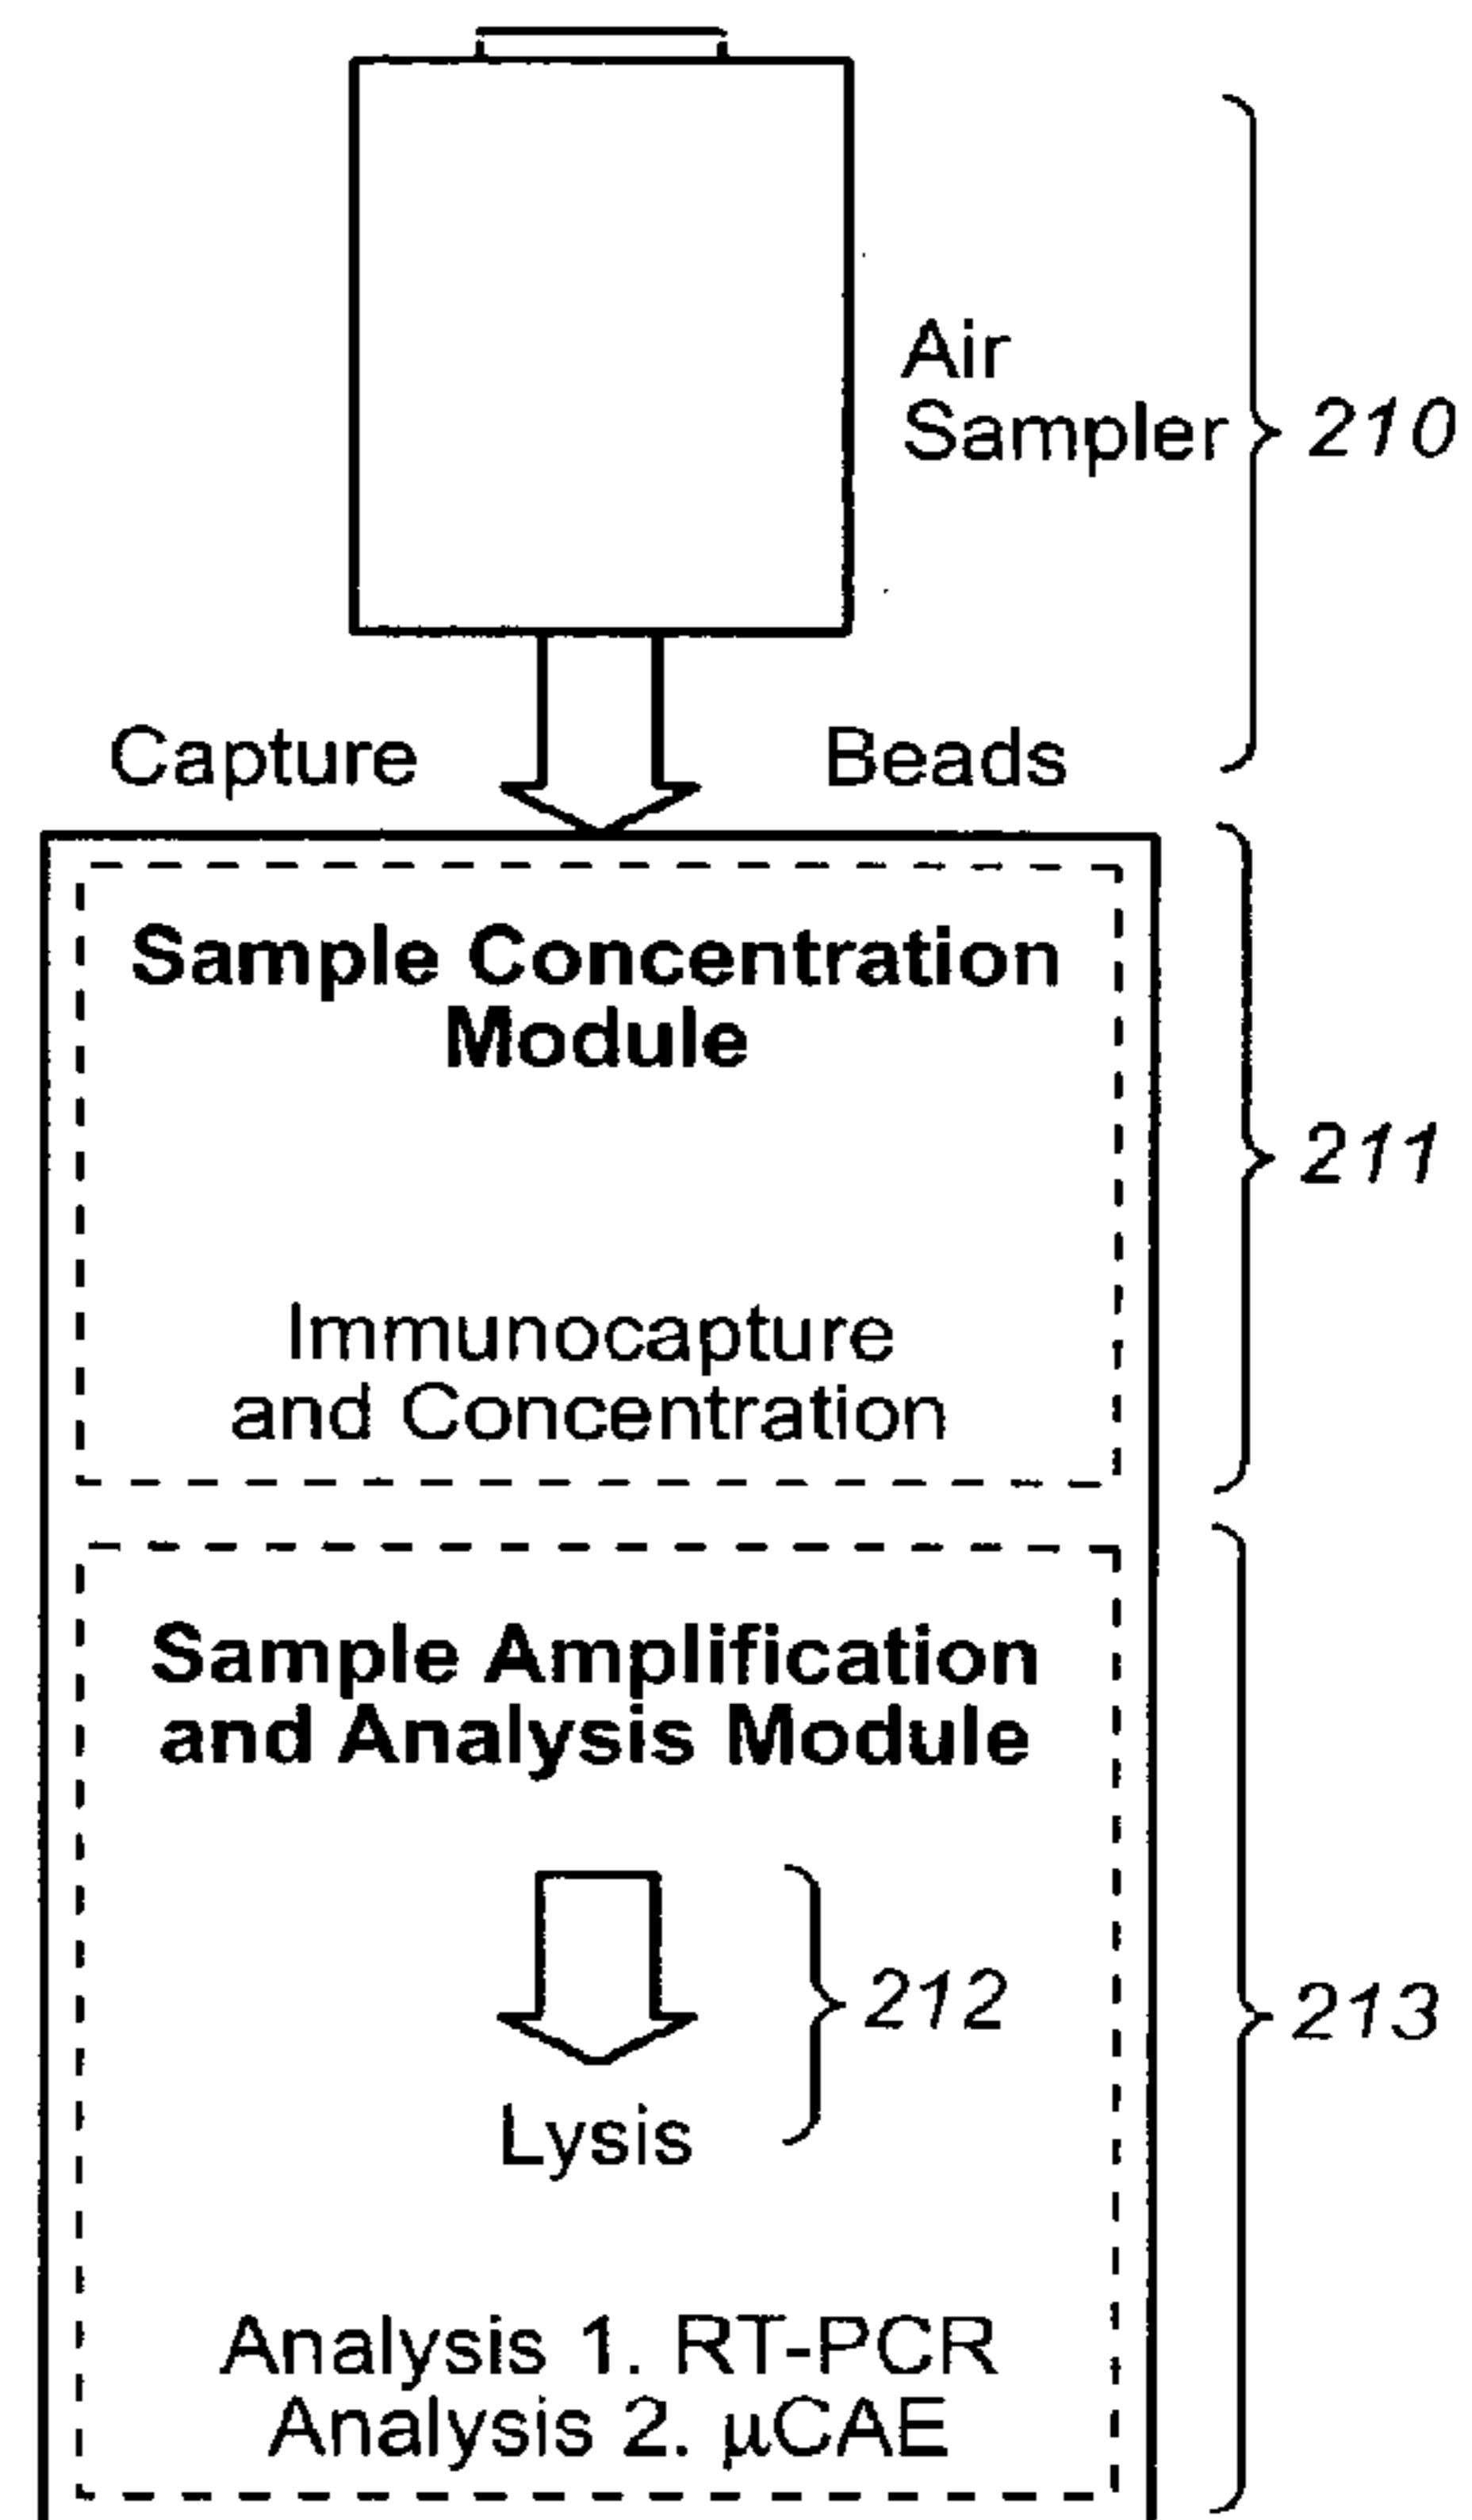 Air
Sampler
210
Capture
Beads
Sample Concentration
Module
211
Immunocapture
and Concentration
Sample Amplification
and Analysis Module
212
213
Lysis
Analysis 1. RT-PCR
Analysis 2. µCAE